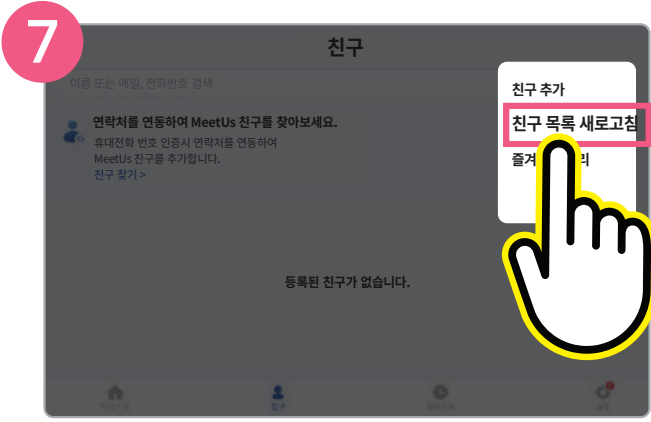 7
친구
이름 또는 메일, 전화번호 검색
연락처를 연동하여 MeetUs 친구를 찾아보세요.
휴대전화 번호 인증시 연락처를 연동하여
MeetUs 친구를 추가합니다.
친구 찾기 >
친구 추가
친구 목록 새로고침
즐겨
리
등록된 친구가 없습니다.
친구